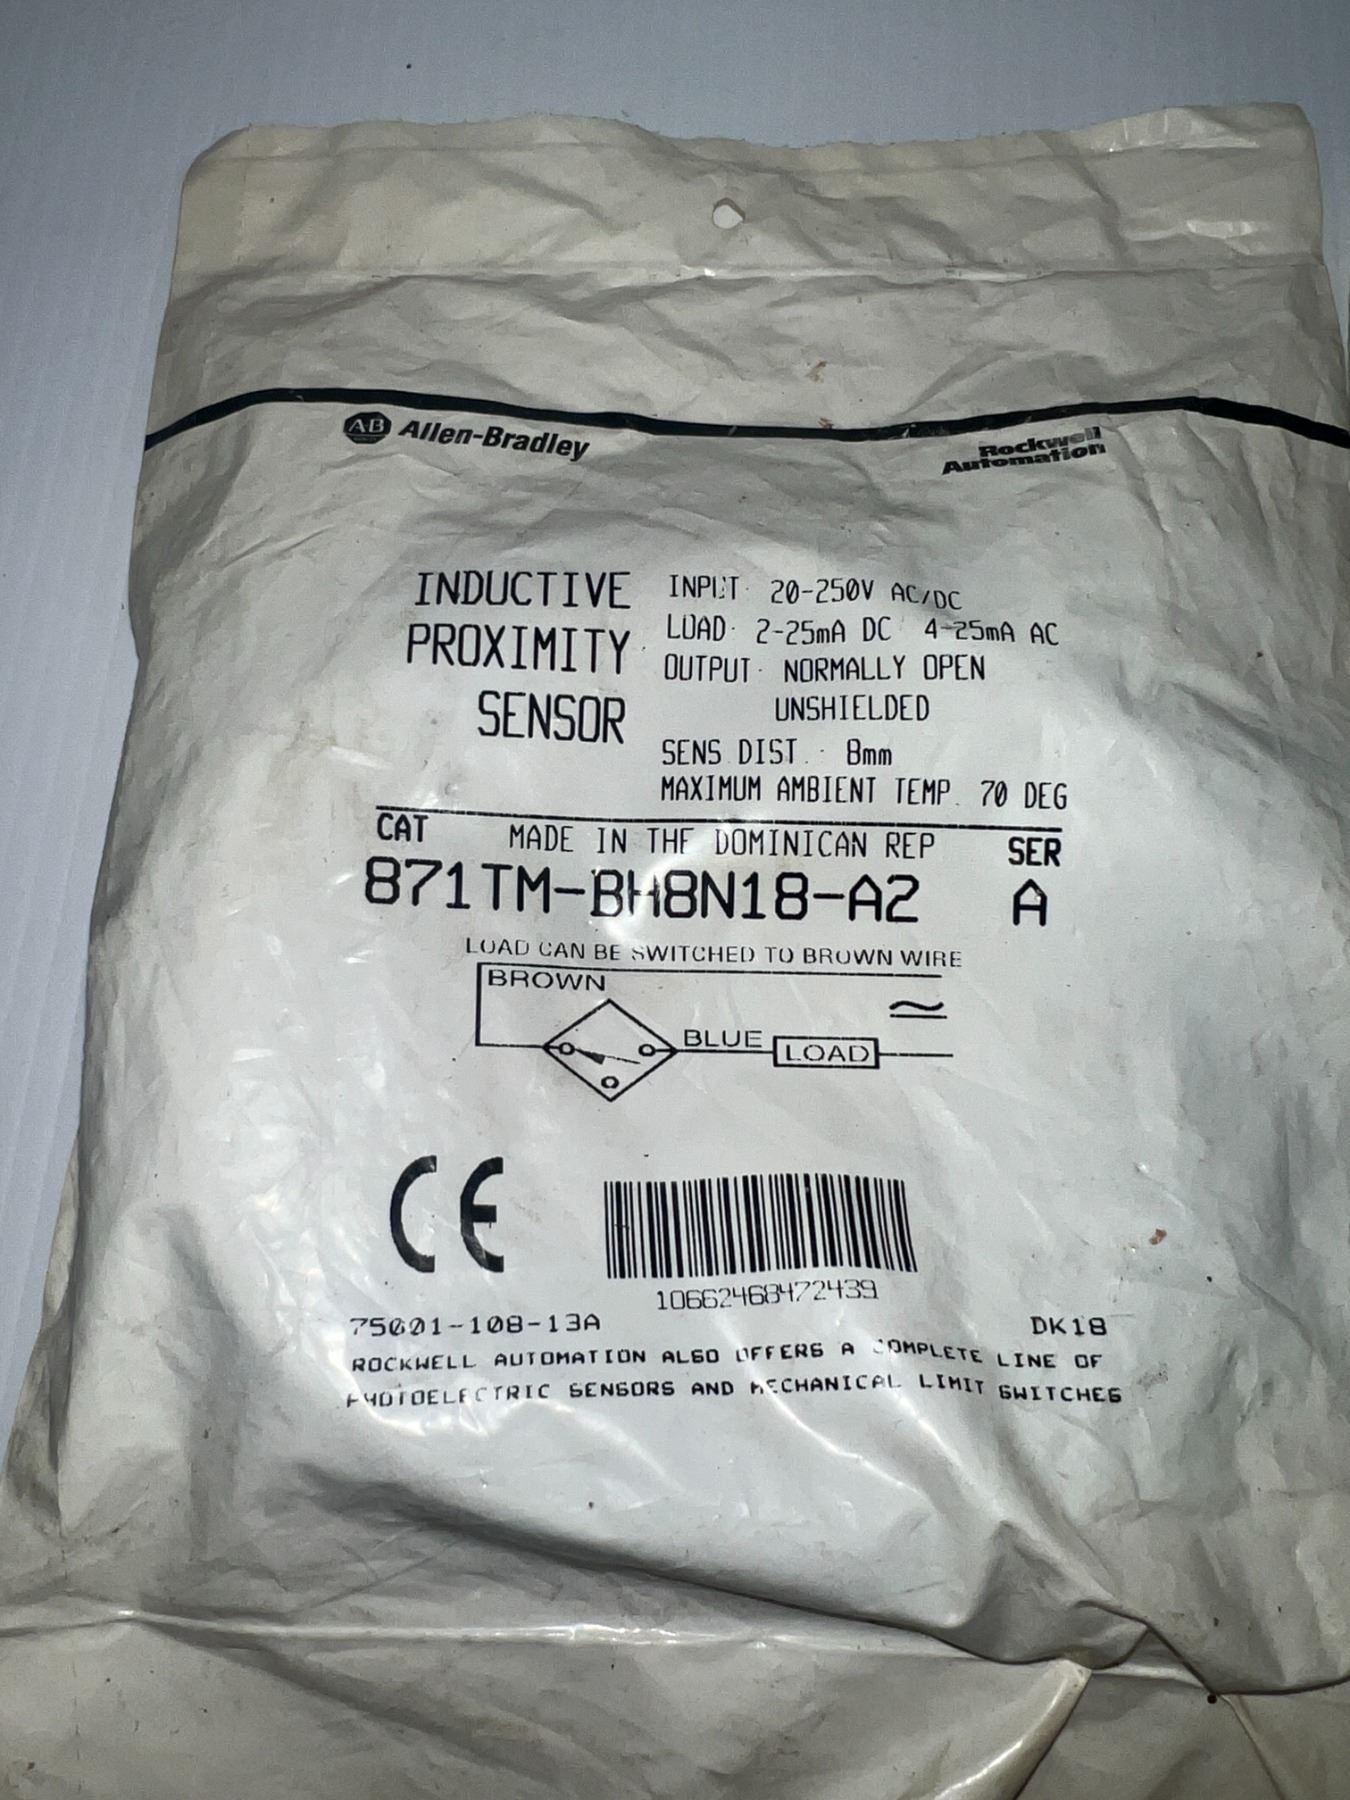 AB Allen-Bradley
Rockwell
Automation
INDUCTIVE
PROXIMITY
SENSOR
INPUT: 20-250V AC/DC
LOAD: 2-25mA DC 4-25mA AC
OUTPUT: NORMALLY OPEN
UNSHIELDED
SENS DIST.: 8mm
MAXIMUM AMBIENT TEMP. 70 DEG
CAT MADE IN THE DOMINICAN REP SER
871TM-BH8N18-A2 A
LOAD CAN BE SWITCHED TO BROWN WIRE
BROWN
≃
BLUE LOAD
CE
10662468472439
75001-108-13A DK18
ROCKWELL AUTOMATION ALSO OFFERS A COMPLETE LINE OF
PHOTOELECTRIC SENSORS AND MECHANICAL LIMIT SWITCHES